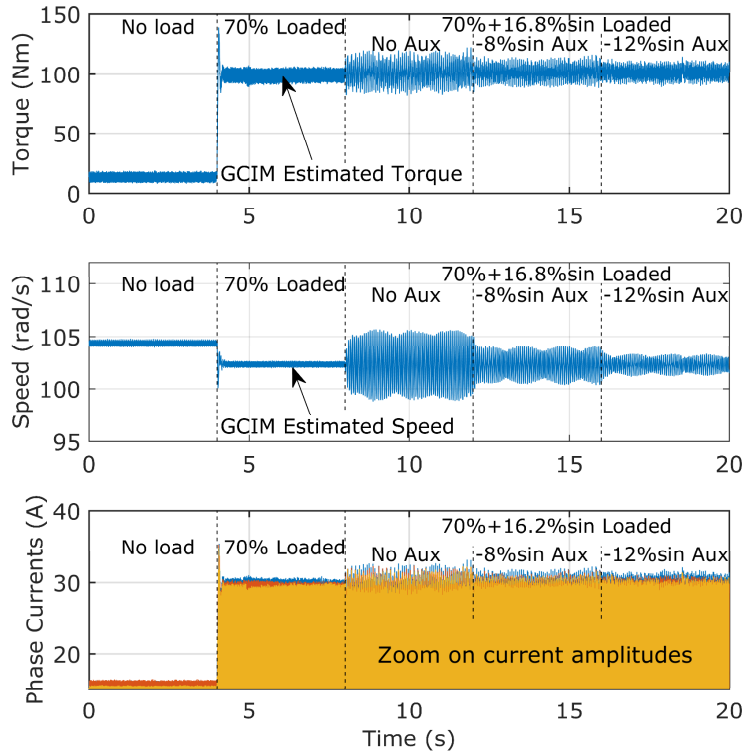 70%+16.8%sin Loaded
No load 70% Loaded No Aux -8%sin Aux -12%sin Aux
150
100
50
0
Torque (Nm)
GCIM Estimated Torque
0 5 10 15 20
70%+16.8%sin Loaded
No load 70% Loaded No Aux -8%sin Aux -12%sin Aux
110
105
100
95
Speed (rad/s)
GCIM Estimated Speed
0 5 10 15 20
70%+16.2%sin Loaded
No load 70% Loaded No Aux -8%sin Aux -12%sin Aux
40
30
20
Phase Currents (A)
Zoom on current amplitudes
0 5 10 15 20
Time (s)